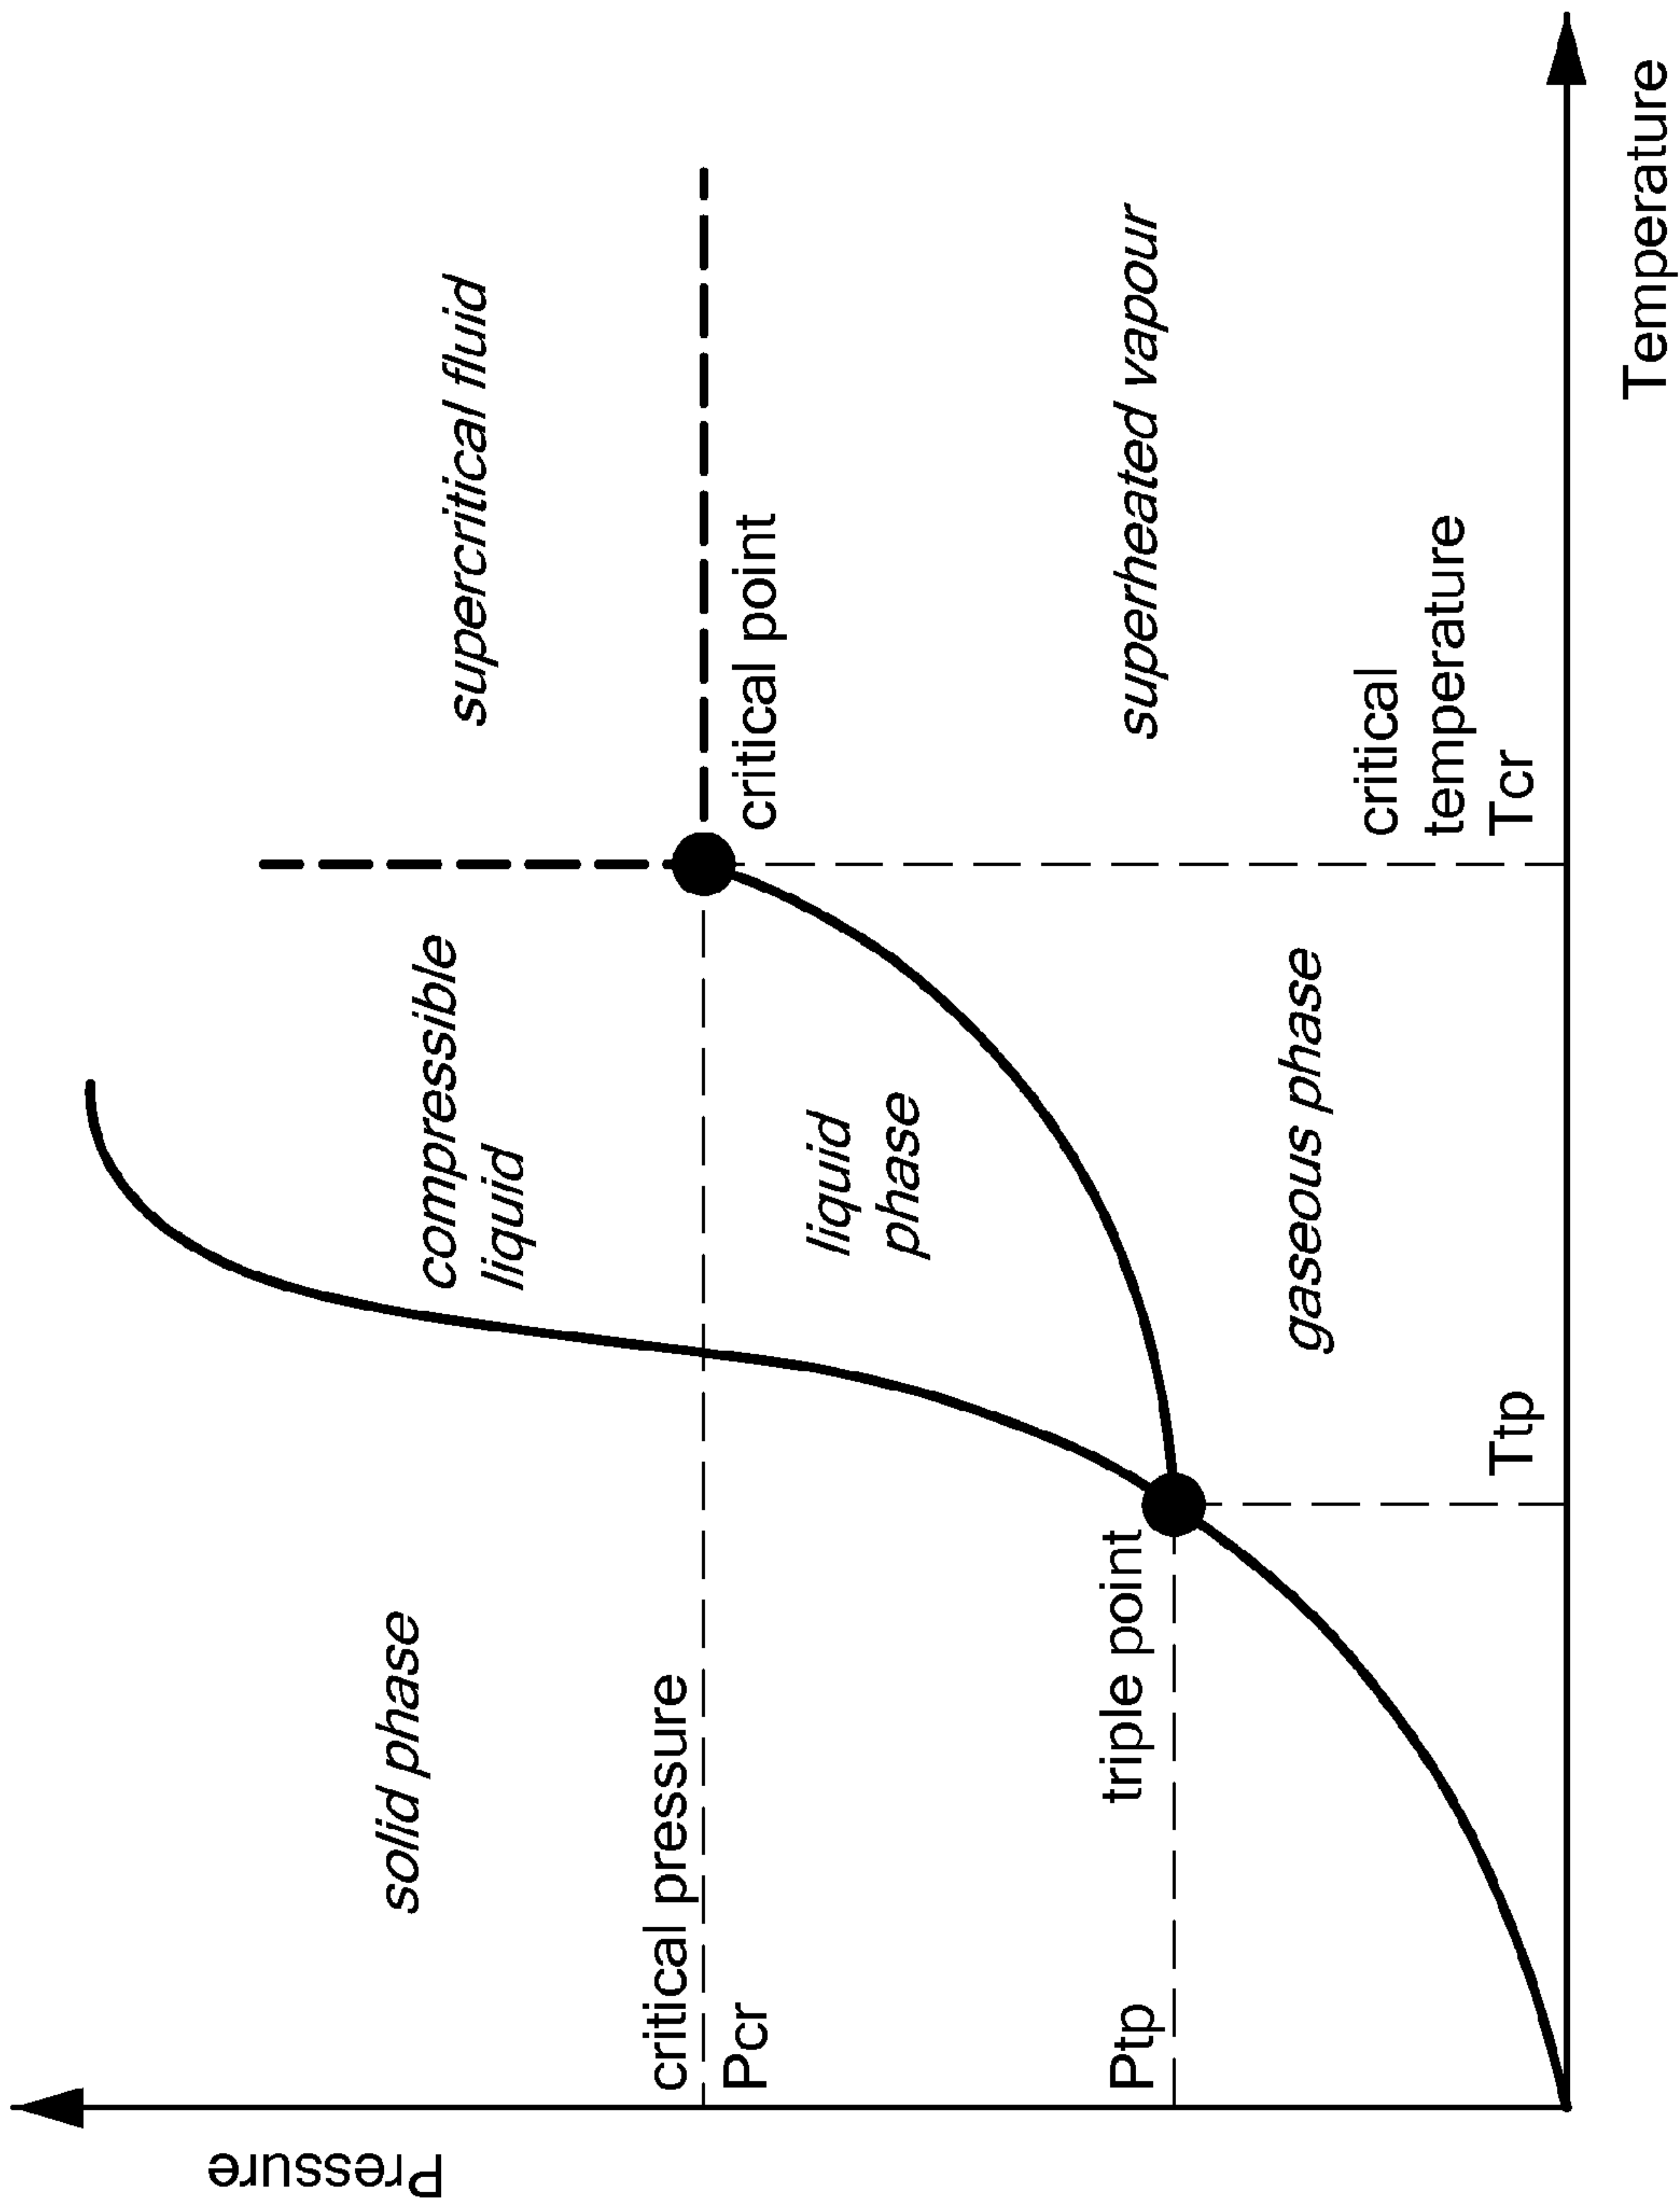 Pressure
solid phase
compressible
liquid
supercritical fluid
critical pressure
Pcr
critical point
liquid
phase
triple point
Ptp
superheated vapour
gaseous phase
critical
temperature
Tcr
Ttp
Temperature